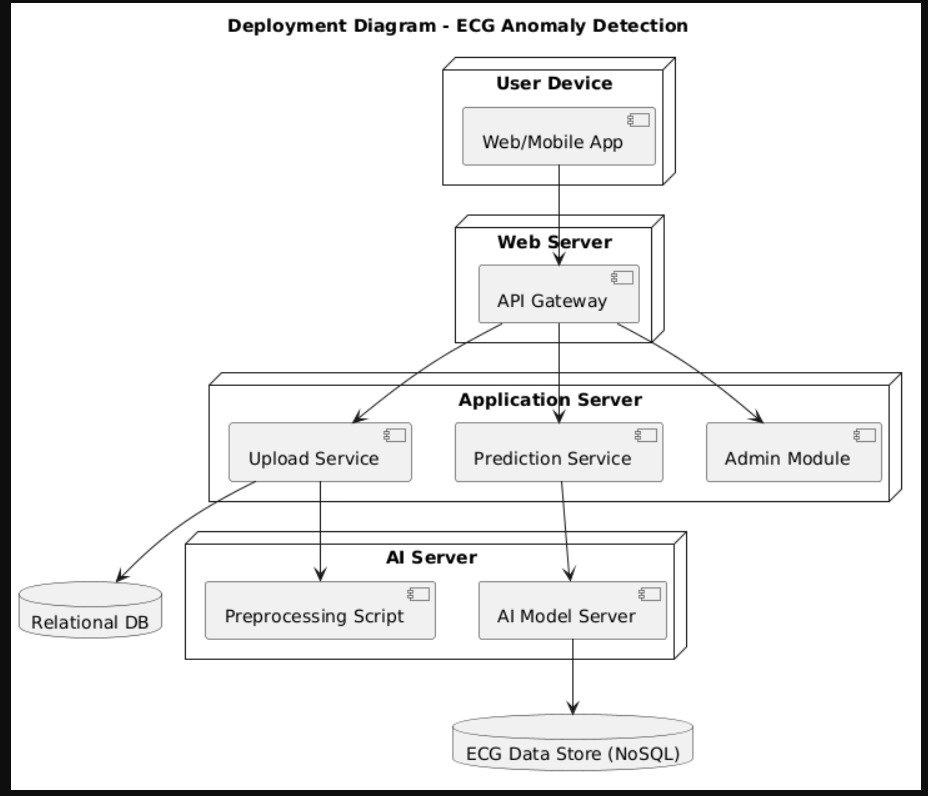 Deployment Diagram - ECG Anomaly Detection
User Device
Web/Mobile App
Web Server
API Gateway
Application Server
Upload Service
Prediction Service
Admin Module
AI Server
Preprocessing Script
AI Model Server
Relational DB
ECG Data Store (NoSQL)